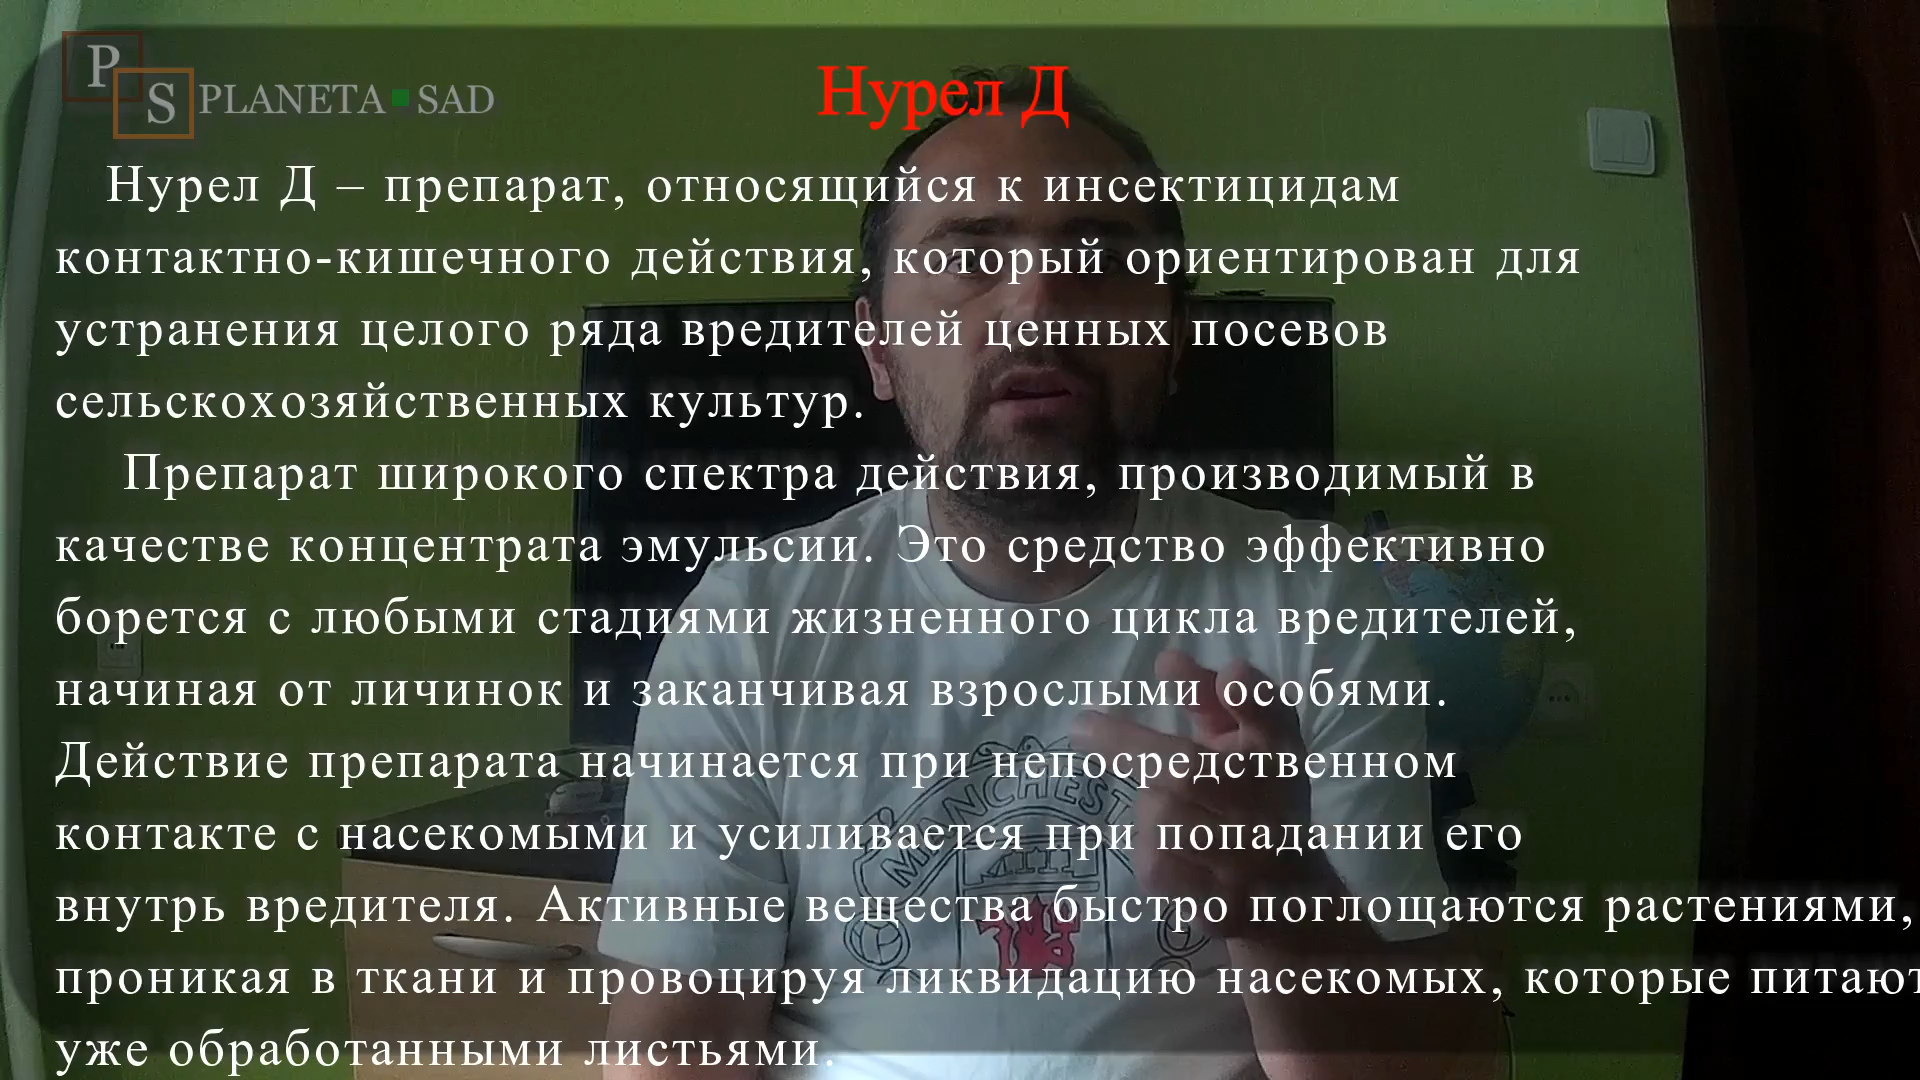 P
S PLANETA SAD
Нурел Д
Нурел Д – препарат, относящийся к инсектицидам
контактно-кишечного действия, который ориентирован для
устранения целого ряда вредителей ценных посевов
сельскохозяйственных культур.
Препарат широкого спектра действия, производимый в
качестве концентрата эмульсии. Это средство эффективно
борется с любыми стадиями жизненного цикла вредителей,
начиная от личинок и заканчивая взрослыми особями.
Действие препарата начинается при непосредственном
контакте с насекомыми и усиливается при попадании его
внутрь вредителя. Активные вещества быстро поглощаются растениями,
проникая в ткани и провоцируя ликвидацию насекомых, которые питают
уже обработанными листьями.
MANCHEST